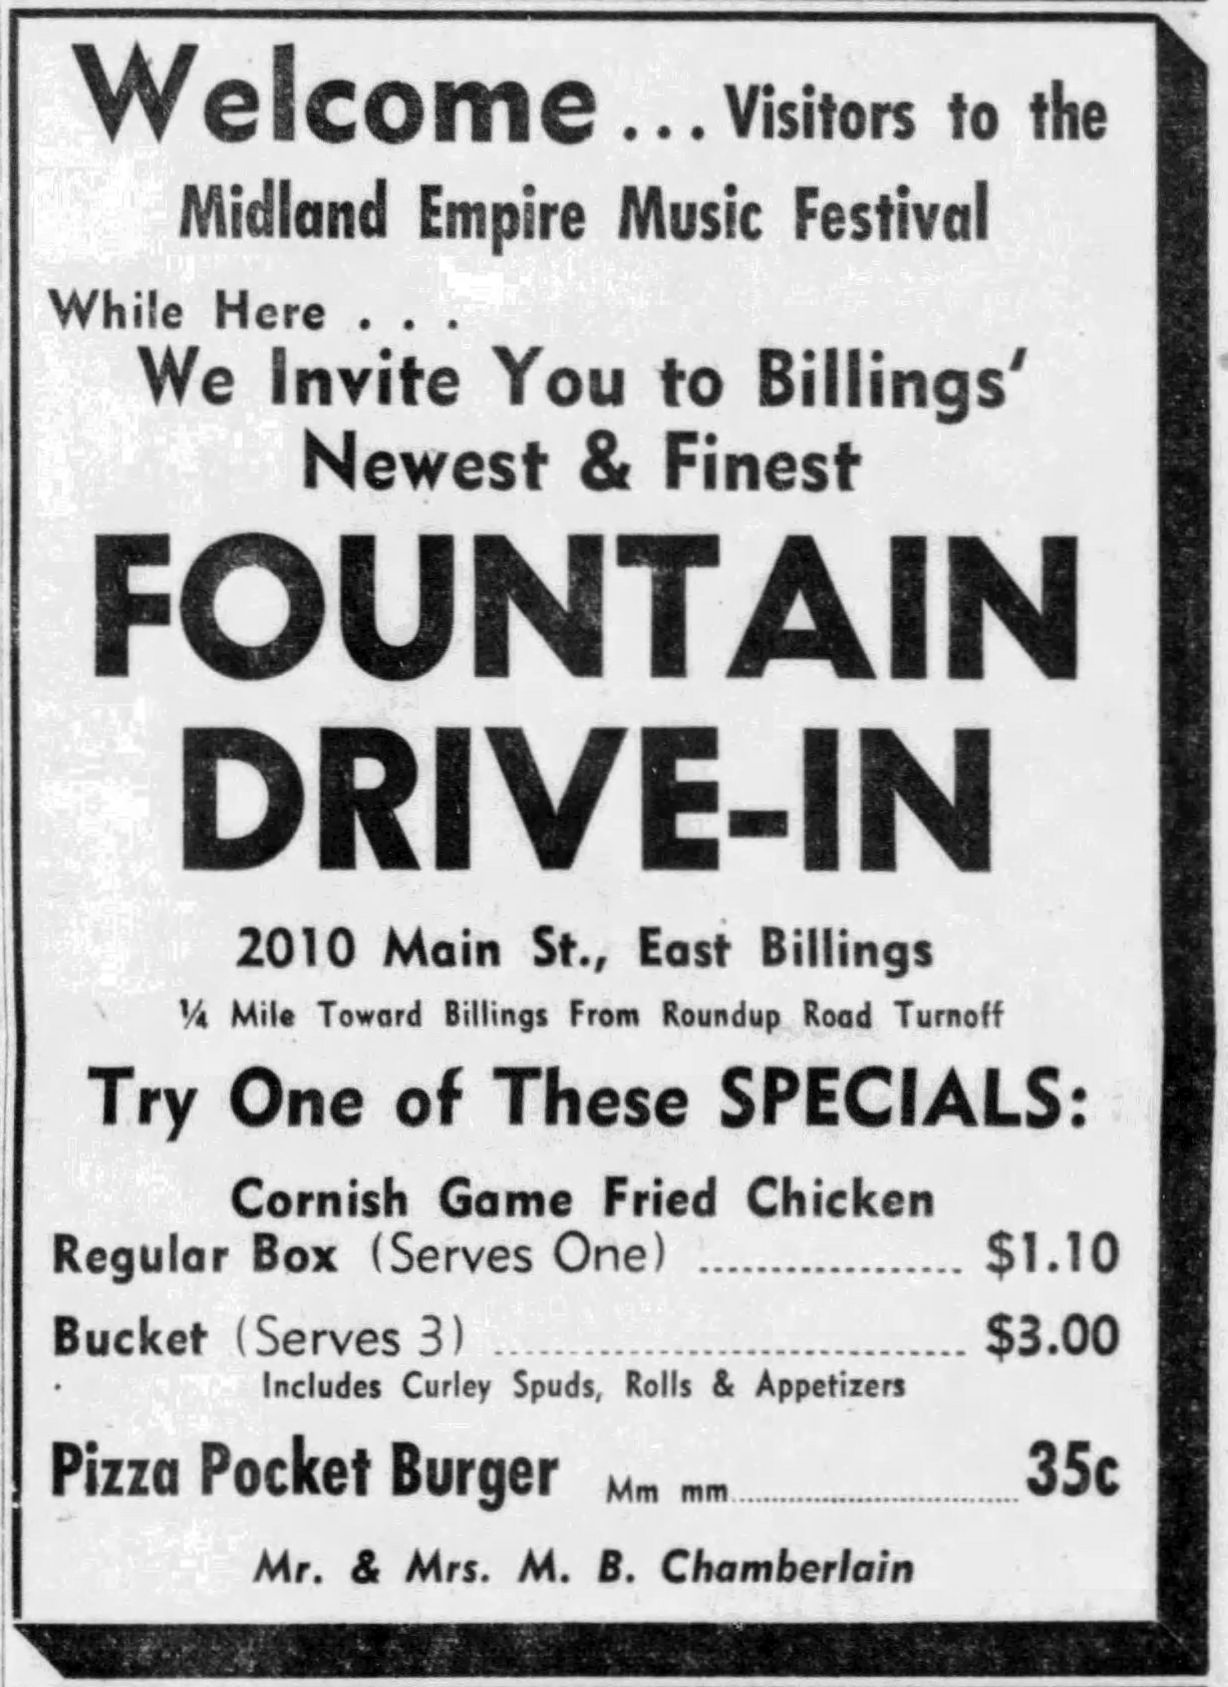 Welcome ... Visitors to the
Midland Empire Music Festival
While Here . . .
We Invite You to Billings'
Newest & Finest
FOUNTAIN
DRIVE-IN
2010 Main St., East Billings
¼ Mile Toward Billings From Roundup Road Turnoff
Try One of These SPECIALS:
Cornish Game Fried Chicken
Regular Box (Serves One) .................. $1.10
Bucket (Serves 3) ................................. $3.00
Includes Curley Spuds, Rolls & Appetizers
Pizza Pocket Burger Mm mm.............................. 35c
Mr. & Mrs. M. B. Chamberlain